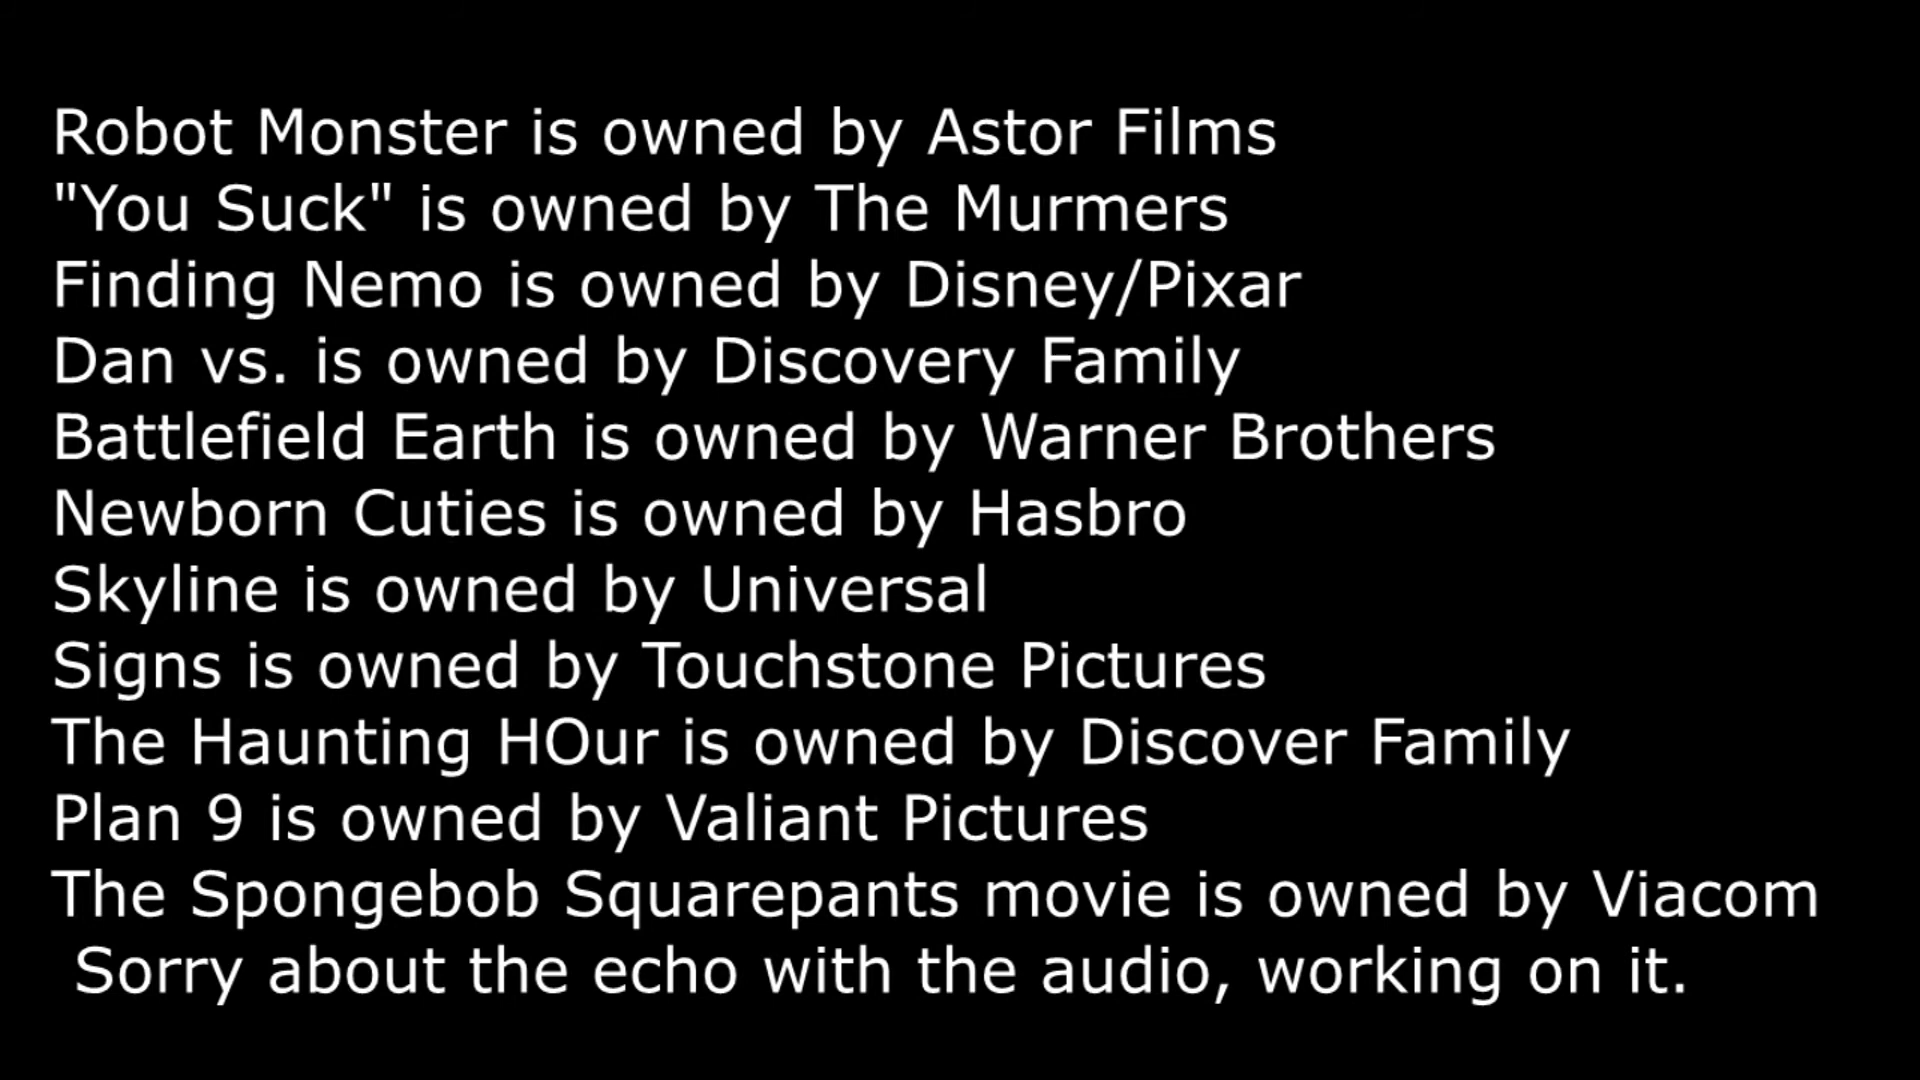 Robot Monster is owned by Astor Films
"You Suck" is owned by The Murmers
Finding Nemo is owned by Disney/Pixar
Dan vs. is owned by Discovery Family
Battlefield Earth is owned by Warner Brothers
Newborn Cuties is owned by Hasbro
Skyline is owned by Universal
Signs is owned by Touchstone Pictures
The Haunting HOur is owned by Discover Family
Plan 9 is owned by Valiant Pictures
The Spongebob Squarepants movie is owned by Viacom
Sorry about the echo with the audio, working on it.